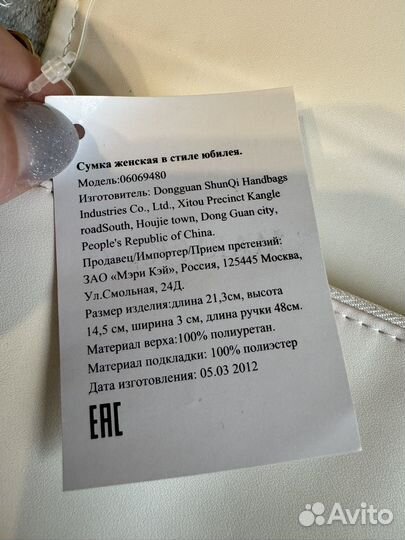 Сумка женская в стиле юбилея.
Модель:06069480
Изготовитель: Dongguan ShunQi Handbags
Industries Co., Ltd., Xitou Precinct Kangle
roadSouth, Houjie town, Dong Guan city,
People's Republic of China.
Продавец/Импортер/Прием претензий:
ЗАО «Мэри Кэй», Россия, 125445 Москва,
Ул.Смольная, 24Д.
Размер изделия:длина 21,3см, высота
14,5 см, ширина 3 см, длина ручки 48см.
Материал верха:100% полиуретан.
Материал подкладки: 100% полиэстер
Дата изготовления: 05.03 2012
EAC
Avito